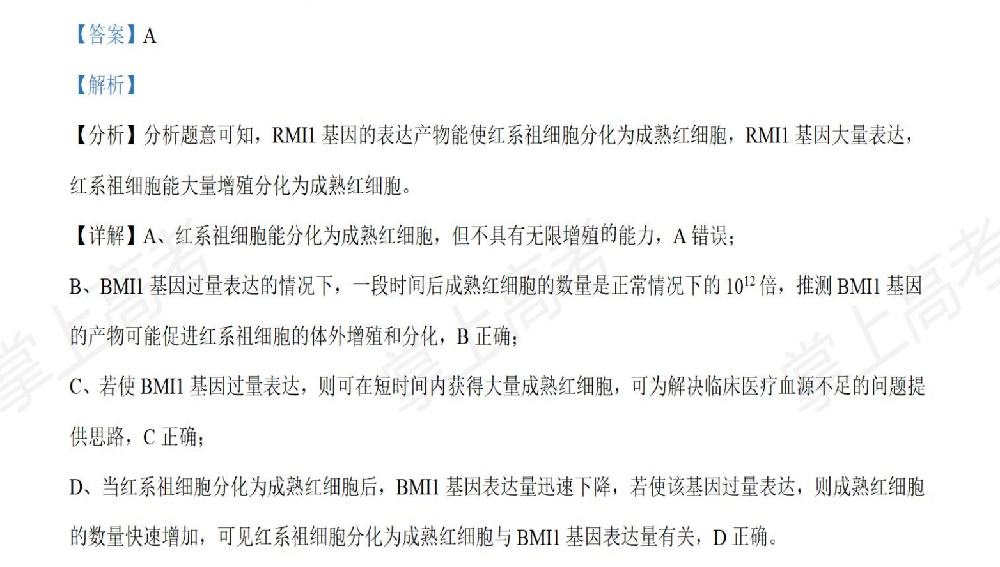 【答案】A
【解析】
【分析】分析题意可知，RMI1 基因的表达产物能使红系祖细胞分化为成熟红细胞，RMI1 基因大量表达，
红系祖细胞能大量增殖分化为成熟红细胞。
【详解】A、红系祖细胞能分化为成熟红细胞，但不具有无限增殖的能力，A 错误；
B、BMI1 基因过量表达的情况下，一段时间后成熟红细胞的数量是正常情况下的 10¹² 倍，推测 BMI1 基因
的产物可能促进红系祖细胞的体外增殖和分化，B 正确；
C、若使 BMI1 基因过量表达，则可在短时间内获得大量成熟红细胞，可为解决临床医疗血源不足的问题提
供思路，C 正确；
D、当红系祖细胞分化为成熟红细胞后，BMI1 基因表达量迅速下降，若使该基因过量表达，则成熟红细胞
的数量快速增加，可见红系祖细胞分化为成熟红细胞与 BMI1 基因表达量有关，D 正确。
掌上高考
掌上高考
掌上高考